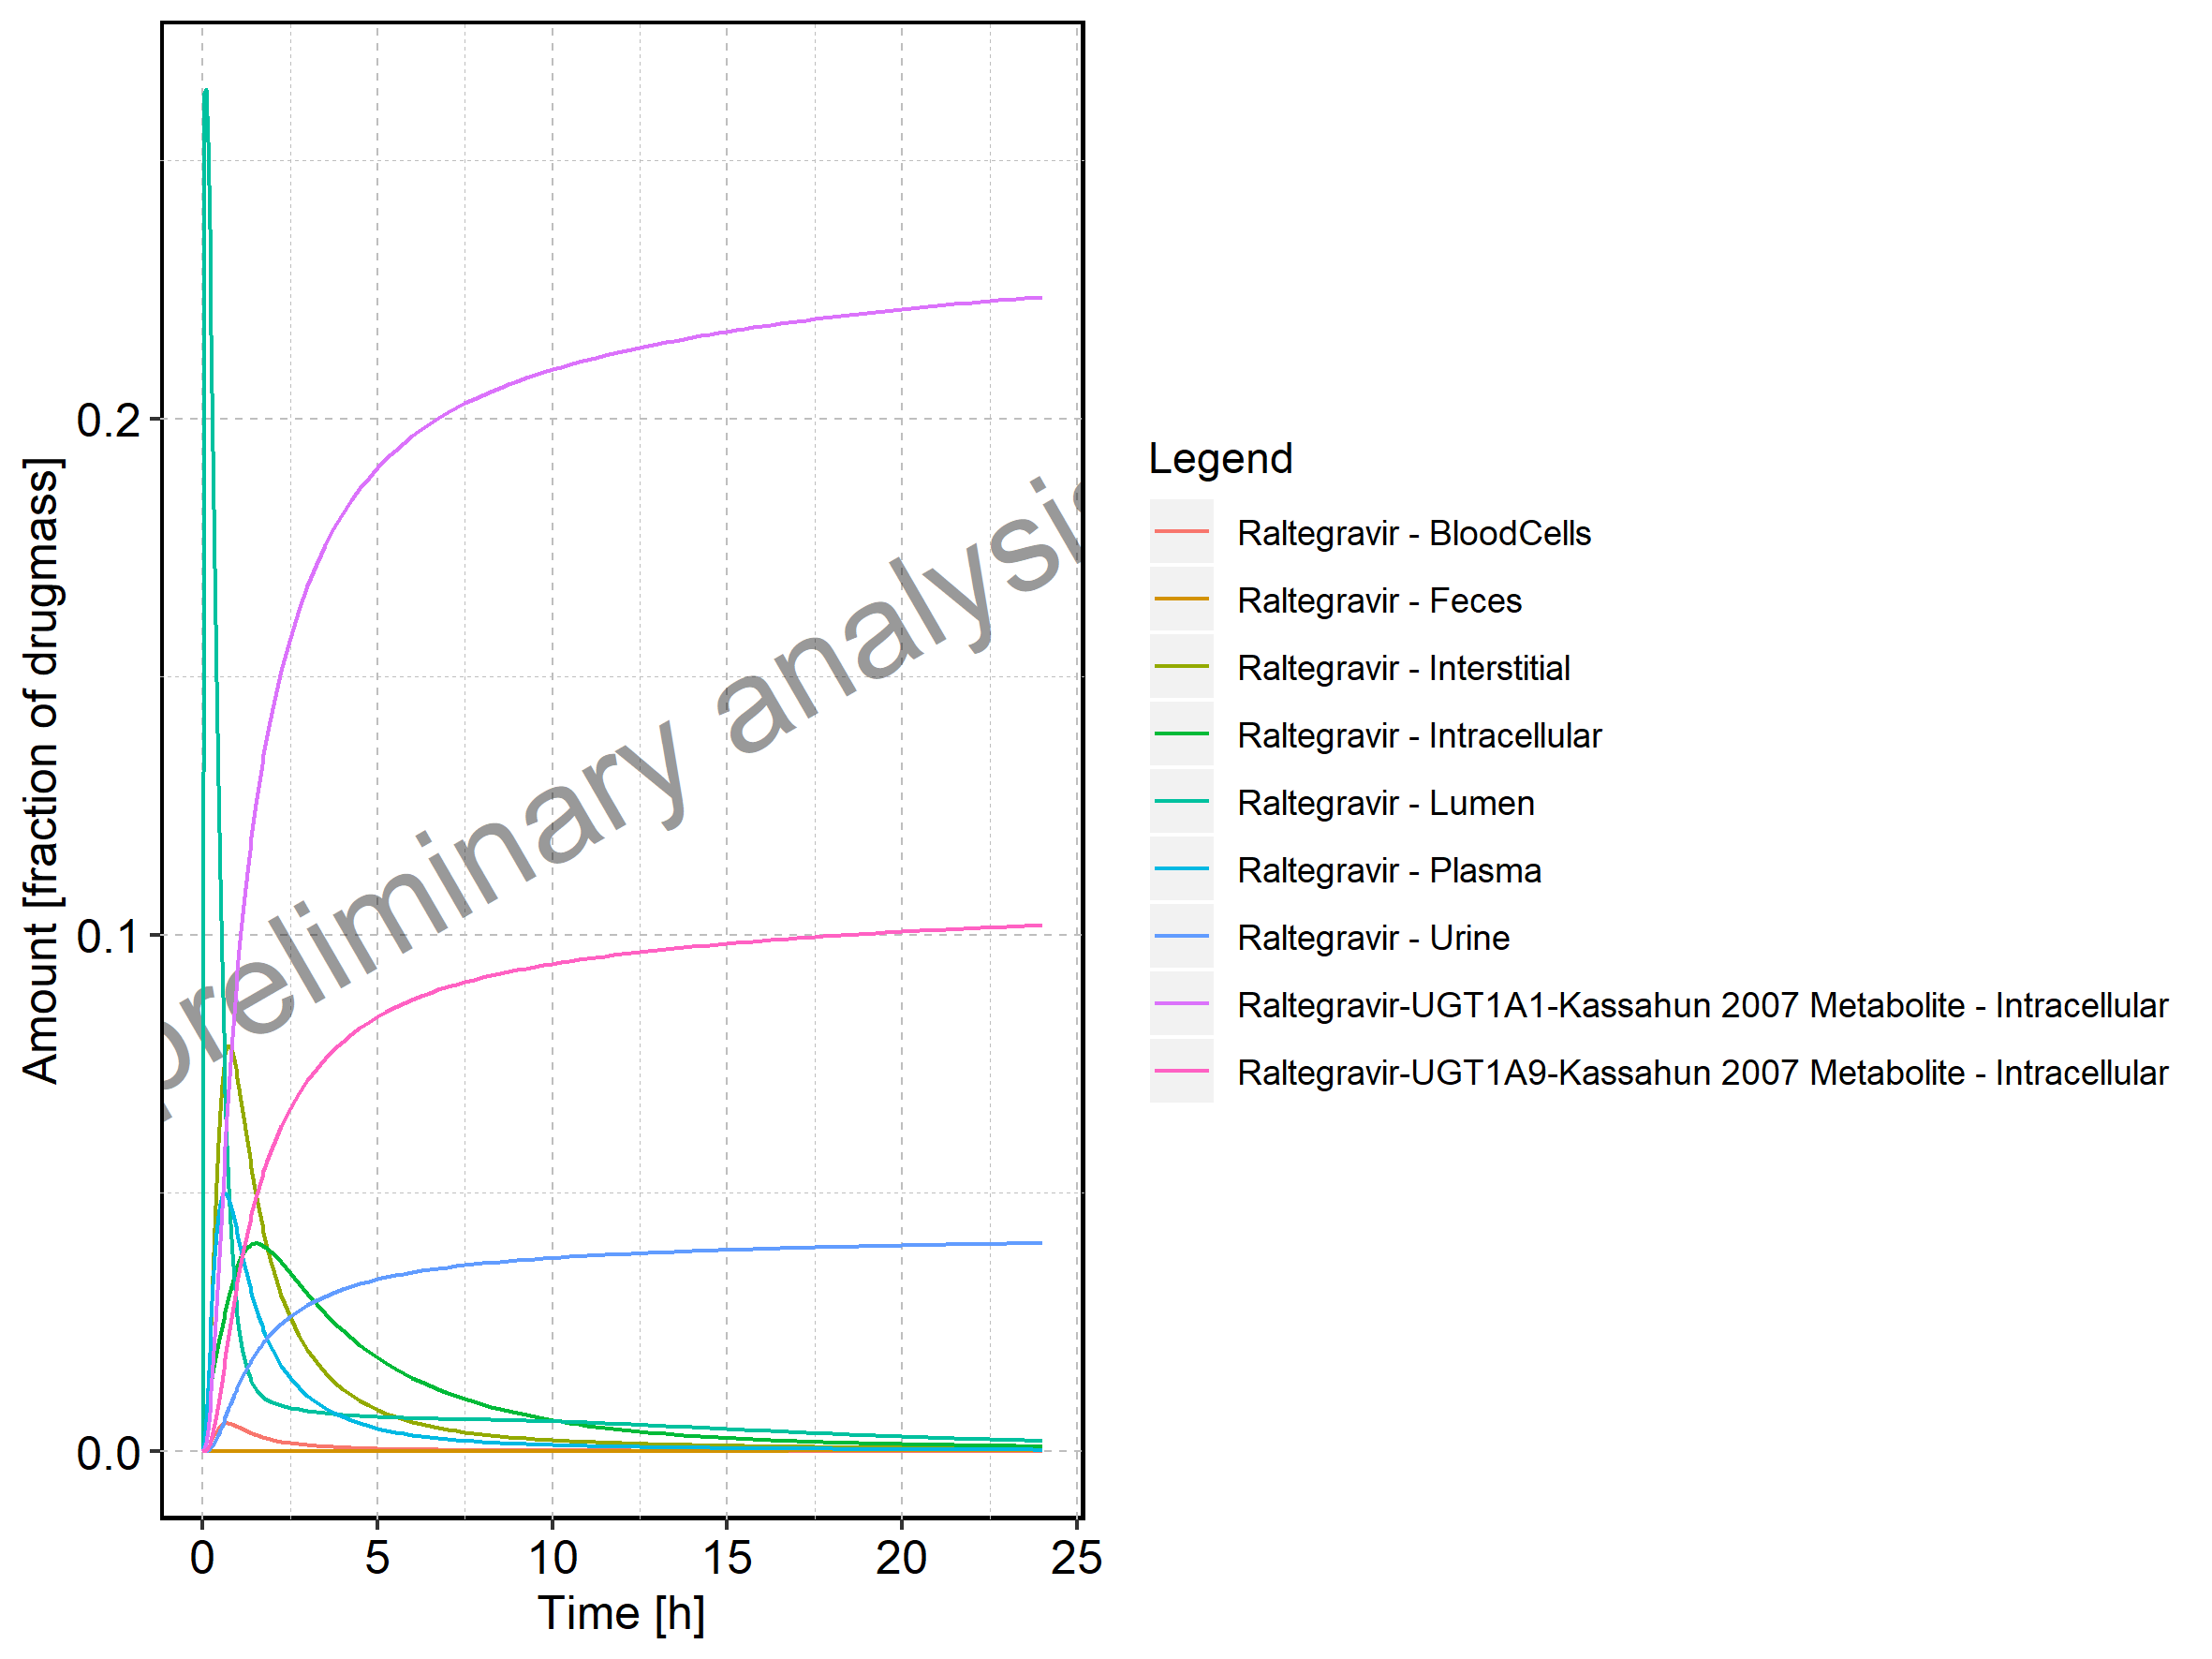 0.2
0.1
0.0
Amount [fraction of drugmass]
0
5
10
15
20
25
Time [h]
preliminary analysis
Legend
Raltegravir - BloodCells
Raltegravir - Feces
Raltegravir - Interstitial
Raltegravir - Intracellular
Raltegravir - Lumen
Raltegravir - Plasma
Raltegravir - Urine
Raltegravir-UGT1A1-Kassahun 2007 Metabolite - Intracellular
Raltegravir-UGT1A9-Kassahun 2007 Metabolite - Intracellular